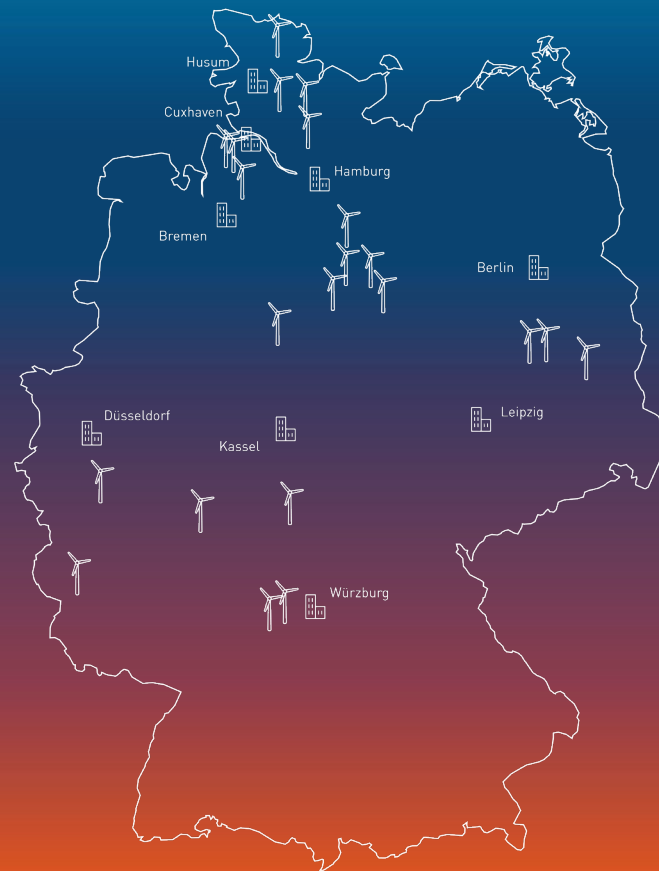 Husum
Cuxhaven
Hamburg
Bremen
Berlin
Düsseldorf
Leipzig
Kassel
Würzburg